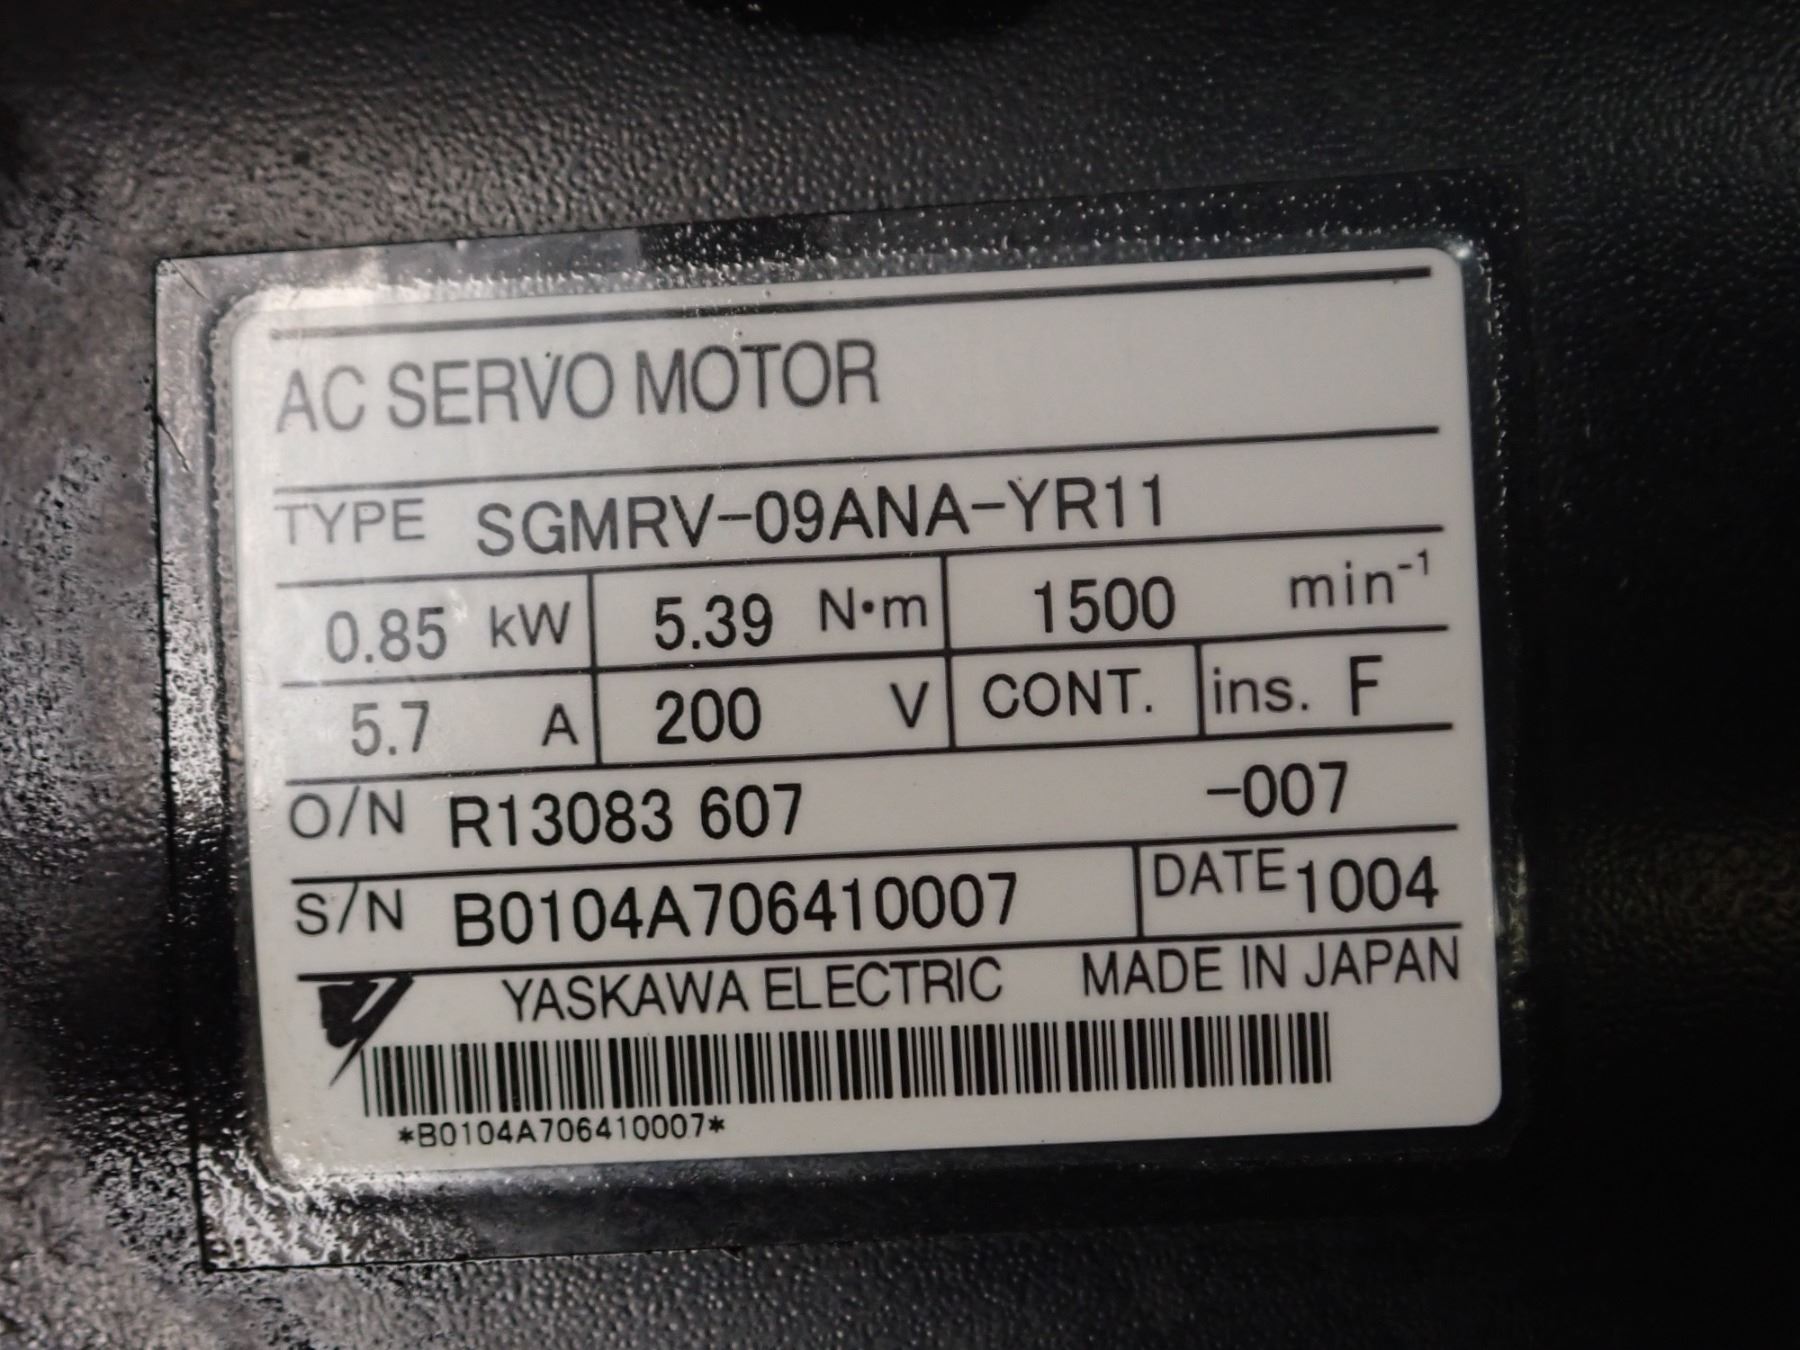 AC SERVO MOTOR
TYPE SGMRV-09ANA-YR11
0.85 kW 5.39 N·m 1500 min⁻¹
5.7 A 200 V CONT. ins. F
O/N R13083 607 -007
S/N B0104A706410007 DATE 1004
YASKAWA ELECTRIC MADE IN JAPAN
*B0104A706410007*